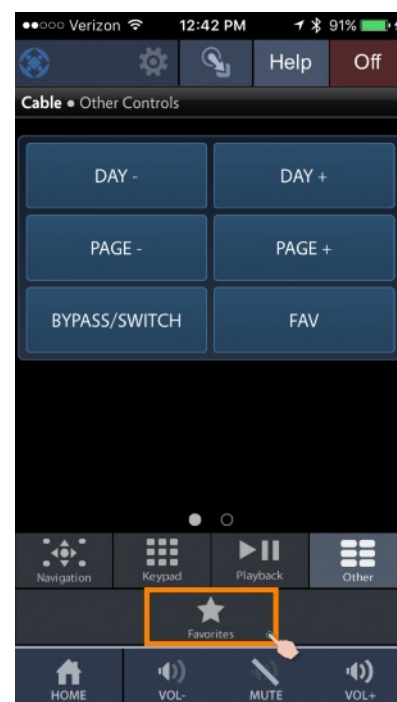 ●●○○○ Verizon 12:42 PM 91%
Help Off
Cable ● Other Controls
DAY - DAY +
PAGE - PAGE +
BYPASS/SWITCH FAV
Navigation Keypad Playback Other
Favorites
HOME VOL- MUTE VOL+